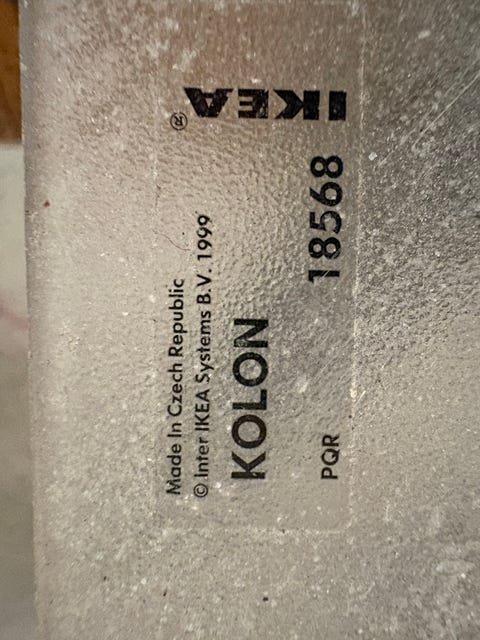 Made In Czech Republic
© Inter IKEA Systems B.V. 1999
KOLON
PQR
18568
IKEA®